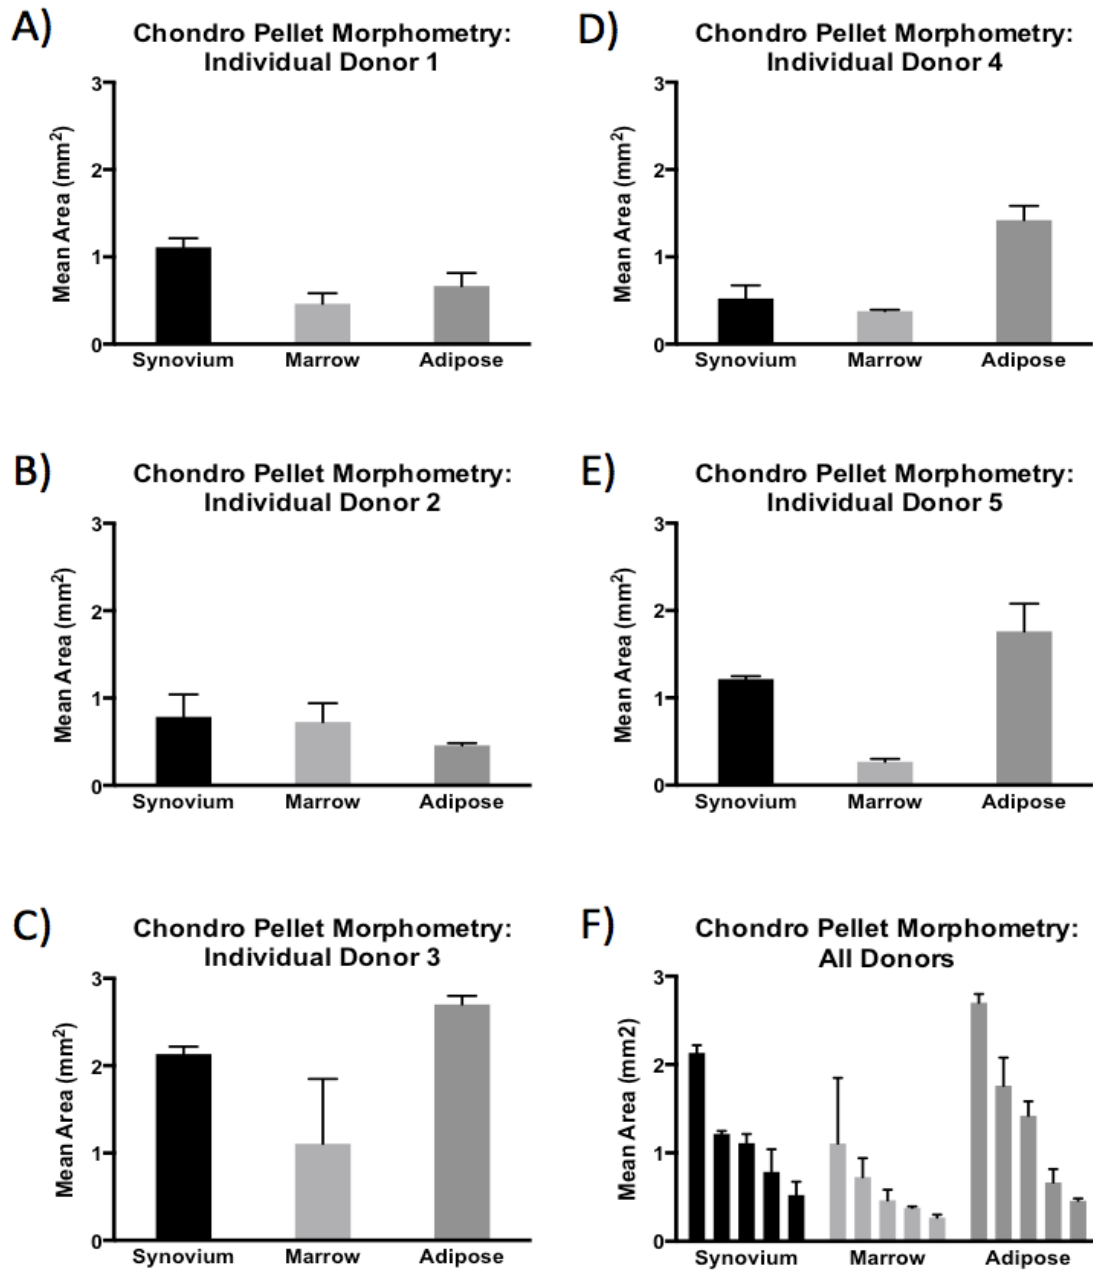 A)
Chondro Pellet Morphometry:
Individual Donor 1
Mean Area (mm²)
3
2
1
0
Synovium Marrow Adipose
B)
Chondro Pellet Morphometry:
Individual Donor 2
Mean Area (mm²)
3
2
1
0
Synovium Marrow Adipose
C)
Chondro Pellet Morphometry:
Individual Donor 3
Mean Area (mm²)
3
2
1
0
Synovium Marrow Adipose
D)
Chondro Pellet Morphometry:
Individual Donor 4
Mean Area (mm²)
3
2
1
0
Synovium Marrow Adipose
E)
Chondro Pellet Morphometry:
Individual Donor 5
Mean Area (mm²)
3
2
1
0
Synovium Marrow Adipose
F)
Chondro Pellet Morphometry:
All Donors
Mean Area (mm2)
3
2
1
0
Synovium Marrow Adipose